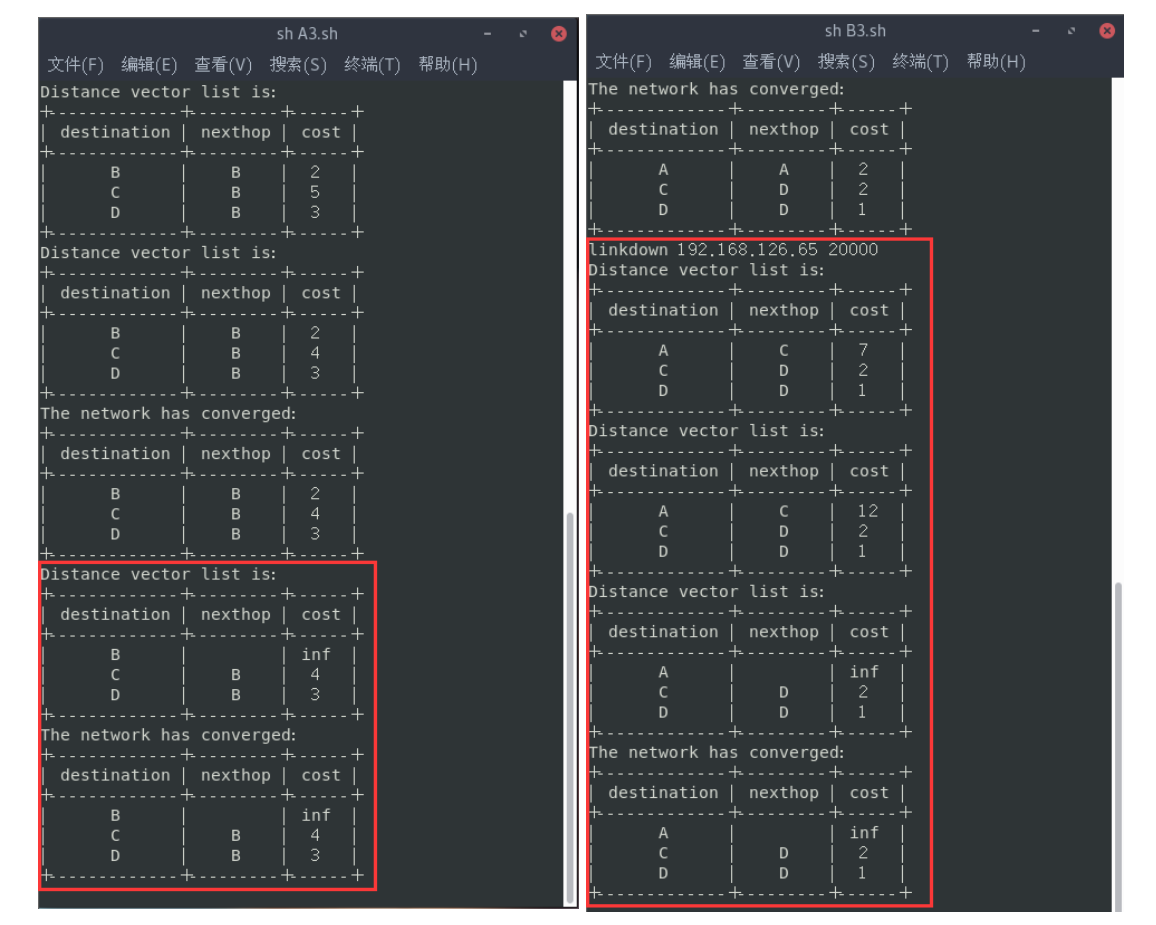 sh A3.sh
文件(F) 编辑(E) 查看(V) 搜索(S) 终端(T) 帮助(H)
Distance vector list is:
+-------------+---------+------+
| destination | nexthop | cost |
+-------------+---------+------+
| B | B | 2 |
| C | B | 5 |
| D | B | 3 |
+-------------+---------+------+
Distance vector list is:
+-------------+---------+------+
| destination | nexthop | cost |
+-------------+---------+------+
| B | B | 2 |
| C | B | 4 |
| D | B | 3 |
+-------------+---------+------+
The network has converged:
+-------------+---------+------+
| destination | nexthop | cost |
+-------------+---------+------+
| B | B | 2 |
| C | B | 4 |
| D | B | 3 |
+-------------+---------+------+
Distance vector list is:
+-------------+---------+------+
| destination | nexthop | cost |
+-------------+---------+------+
| B | | inf |
| C | B | 4 |
| D | B | 3 |
+-------------+---------+------+
The network has converged:
+-------------+---------+------+
| destination | nexthop | cost |
+-------------+---------+------+
| B | | inf |
| C | B | 4 |
| D | B | 3 |
+-------------+---------+------+
sh B3.sh
文件(F) 编辑(E) 查看(V) 搜索(S) 终端(T) 帮助(H)
The network has converged:
+-------------+---------+------+
| destination | nexthop | cost |
+-------------+---------+------+
| A | A | 2 |
| C | D | 2 |
| D | D | 1 |
+-------------+---------+------+
linkdown 192.168.126.65 20000
Distance vector list is:
+-------------+---------+------+
| destination | nexthop | cost |
+-------------+---------+------+
| A | C | 7 |
| C | D | 2 |
| D | D | 1 |
+-------------+---------+------+
Distance vector list is:
+-------------+---------+------+
| destination | nexthop | cost |
+-------------+---------+------+
| A | C | 12 |
| C | D | 2 |
| D | D | 1 |
+-------------+---------+------+
Distance vector list is:
+-------------+---------+------+
| destination | nexthop | cost |
+-------------+---------+------+
| A | | inf |
| C | D | 2 |
| D | D | 1 |
+-------------+---------+------+
The network has converged:
+-------------+---------+------+
| destination | nexthop | cost |
+-------------+---------+------+
| A | | inf |
| C | D | 2 |
| D | D | 1 |
+-------------+---------+------+